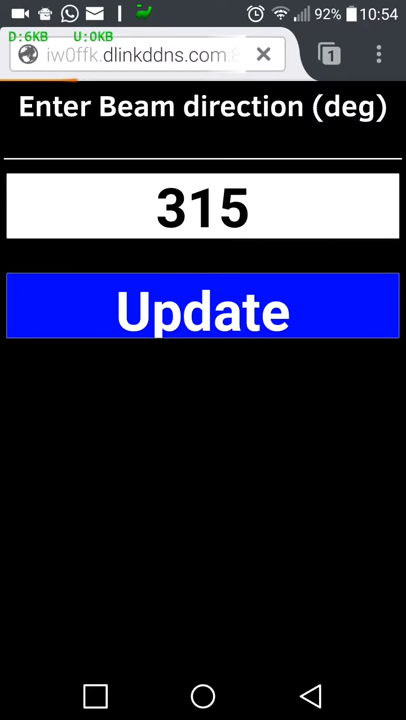 92% 10:54
D:6KB U:0KB
iw0ffk.dlinkddns.com:
1
Enter Beam direction (deg)
315
Update